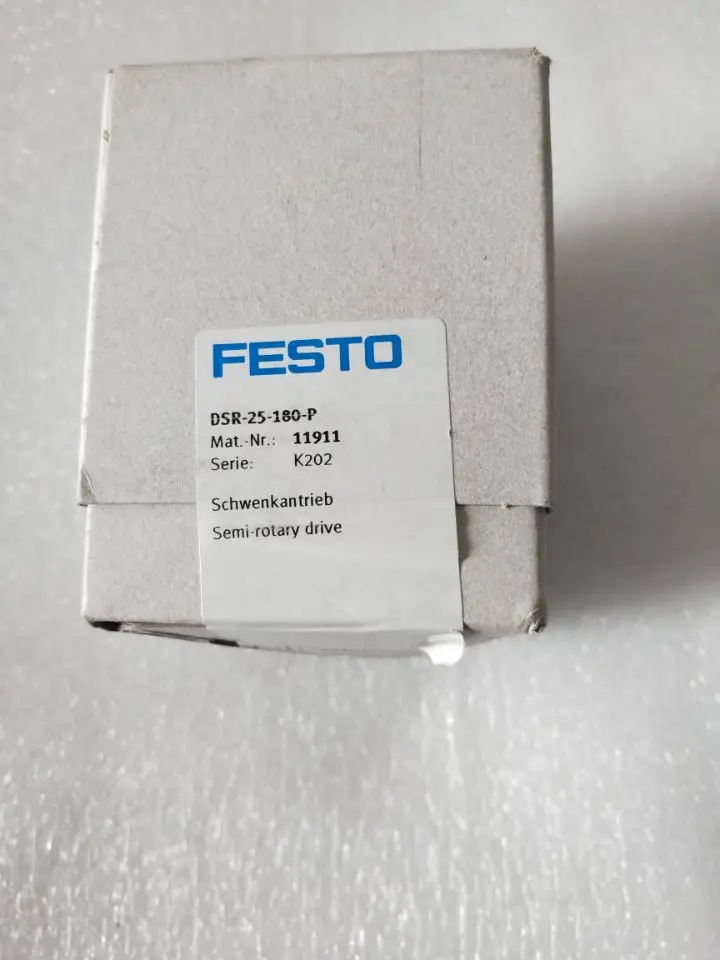 FESTO
DSR-25-180-P
Mat.-Nr.: 11911
Serie: K202
Schwenkantrieb
Semi-rotary drive